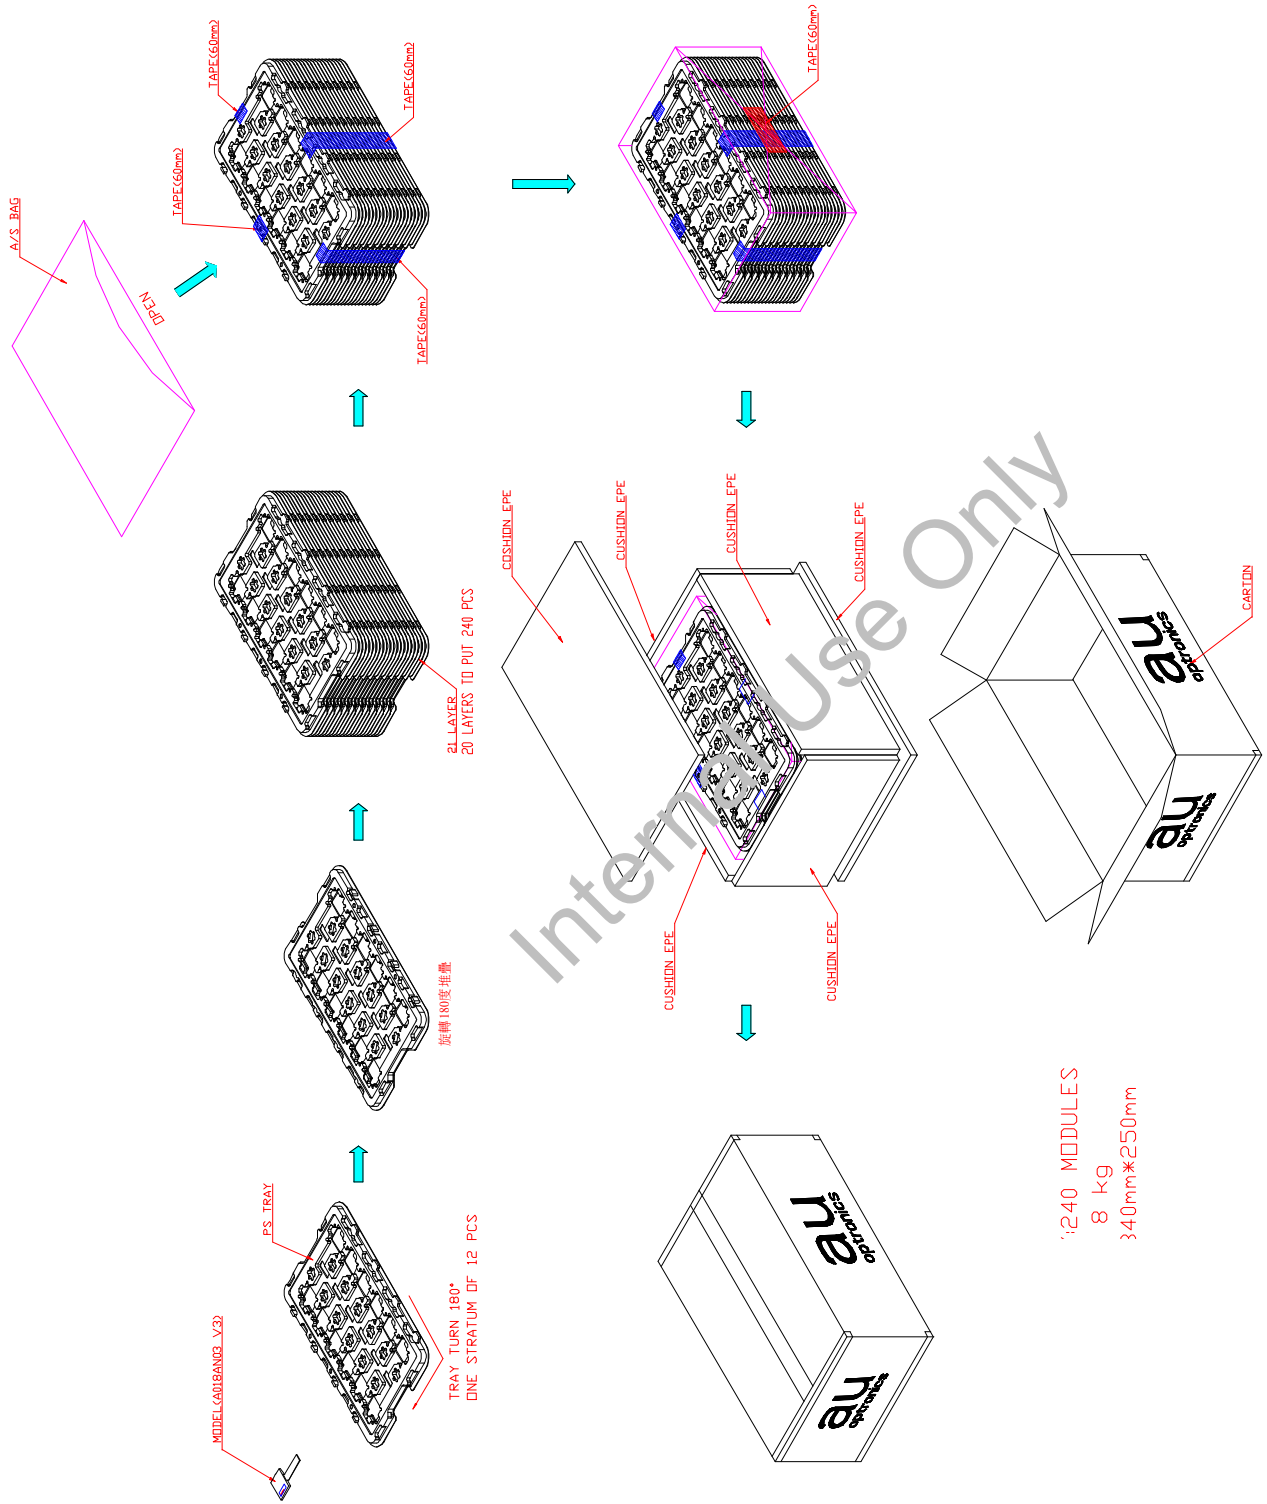 MODEL(A018AN03 V3)
PS TRAY
TRAY TURN 180°
ONE STRATUM OF 12 PCS
旋轉180度堆疊
21 LAYER
20 LAYERS TO PUT 240 PCS
A/S BAG
OPEN
TAPE(60mm)
TAPE(60mm)
TAPE(60mm)
TAPE(60mm)
TAPE(60mm)
COSHION EPE
CUSHION EPE
CUSHION EPE
CUSHION EPE
CUSHION EPE
CUSHION EPE
CARTON
au
optronics
au
optronics
au
optronics
au
optronics
240 MODULES
8 kg
340mm*250mm
Internal Use Only